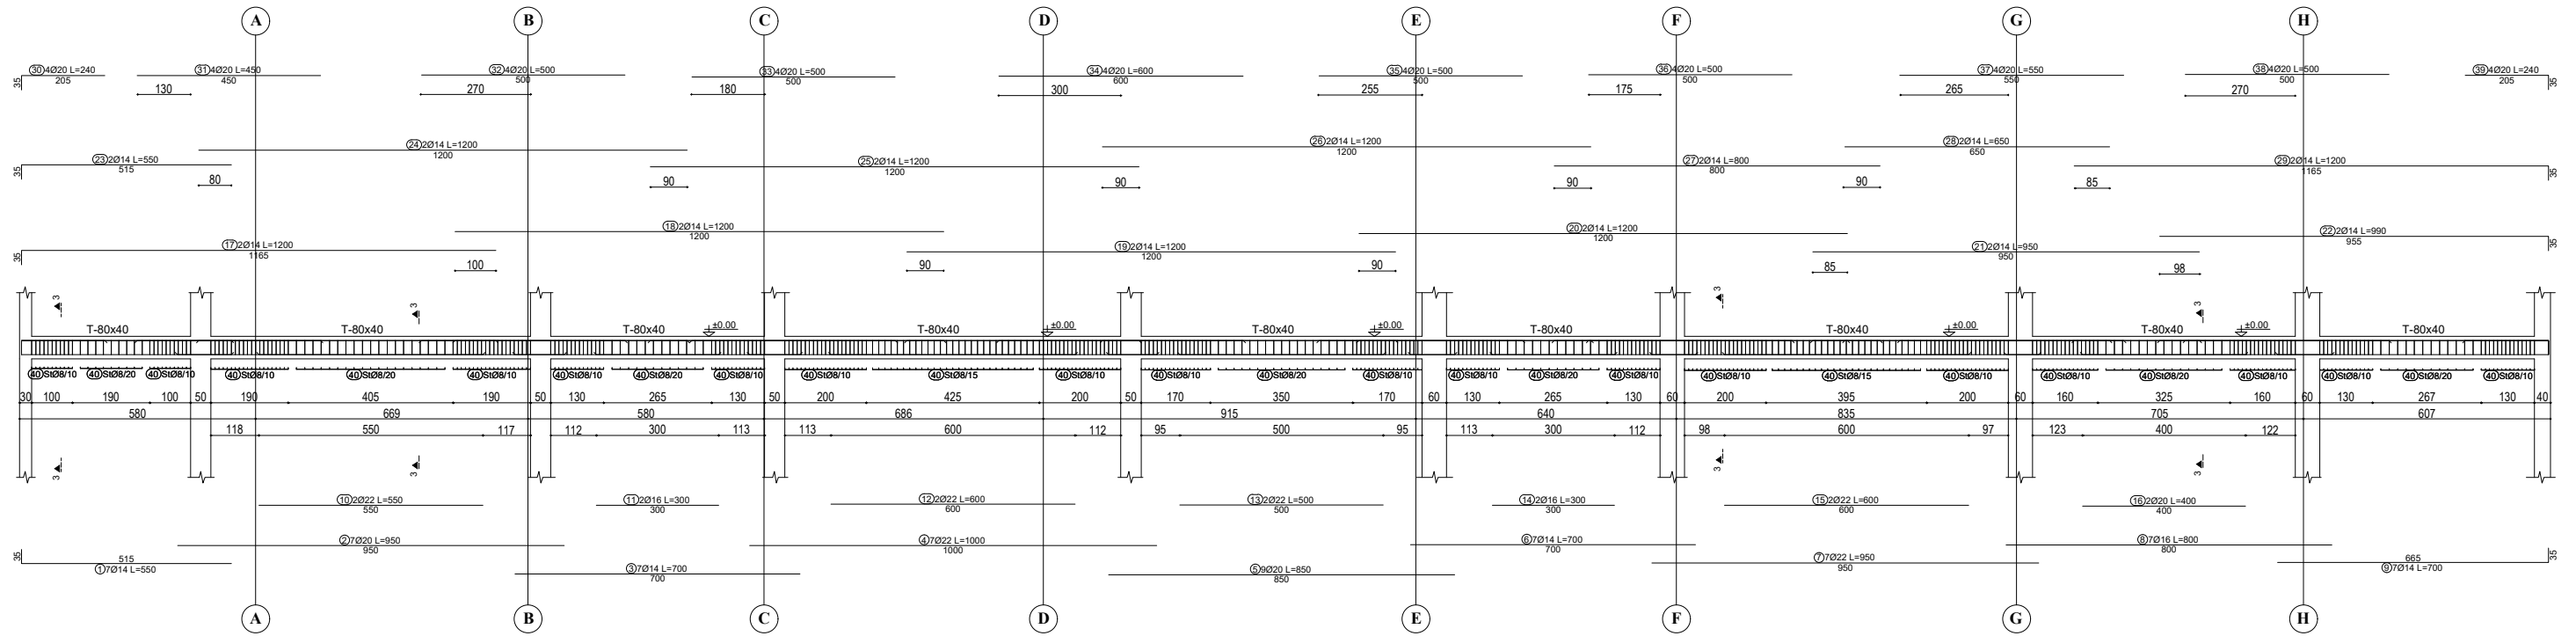 A B C D E F G H
30 4Ø20 L=240 31 4Ø20 L=450 32 4Ø20 L=500 33 4Ø20 L=500 34 4Ø20 L=600 35 4Ø20 L=500 36 4Ø20 L=500 37 4Ø20 L=550 38 4Ø20 L=500 39 4Ø20 L=240
35 205 450 500 500 600 500 500 550 500 205 35
130 270 180 300 255 175 265 270
24 2Ø14 L=1200 26 2Ø14 L=1200 28 2Ø14 L=650
1200 1200 650
23 2Ø14 L=550 25 2Ø14 L=1200 27 2Ø14 L=800 29 2Ø14 L=1200
35 515 1200 800 1165 35
80 90 90 90 90 85
18 2Ø14 L=1200 20 2Ø14 L=1200 22 2Ø14 L=990
1200 1200 955
17 2Ø14 L=1200 19 2Ø14 L=1200 21 2Ø14 L=950
35 1165 1200 950 35
100 90 90 85 98
3 3 3 3
±0.00 ±0.00 ±0.00 ±0.00 ±0.00
T-80x40 T-80x40 T-80x40 T-80x40 T-80x40 T-80x40 T-80x40 T-80x40 T-80x40
40 StØ8/10 40 StØ8/20 40 StØ8/10 40 StØ8/10 40 StØ8/20 40 StØ8/10 40 StØ8/10 40 StØ8/20 40 StØ8/10 40 StØ8/10 40 StØ8/15 40 StØ8/10 40 StØ8/10 40 StØ8/20 40 StØ8/10 40 StØ8/10 40 StØ8/20 40 StØ8/10 40 StØ8/10 40 StØ8/15 40 StØ8/10 40 StØ8/10 40 StØ8/20 40 StØ8/10 40 StØ8/10 40 StØ8/20 40 StØ8/10
30 100 190 100 50 190 405 190 50 130 265 130 50 200 425 200 50 170 350 170 60 130 265 130 60 200 395 200 60 160 325 160 60 130 267 130 40
580 669 580 686 915 640 835 705 607
118 550 117 112 300 113 113 600 112 95 500 95 113 300 112 98 600 97 123 400 122
3 3 3 3
10 2Ø22 L=550 11 2Ø16 L=300 12 2Ø22 L=600 13 2Ø22 L=500 14 2Ø16 L=300 15 2Ø22 L=600 16 2Ø20 L=400
550 300 600 500 300 600 400
2 7Ø20 L=950 4 7Ø22 L=1000 6 7Ø14 L=700 8 7Ø16 L=800
950 1000 700 800
35 515 7 7Ø22 L=950 665 35
1 7Ø14 L=550 3 7Ø14 L=700 5 9Ø20 L=850 950 9 7Ø14 L=700
700 850
A B C D E F G H